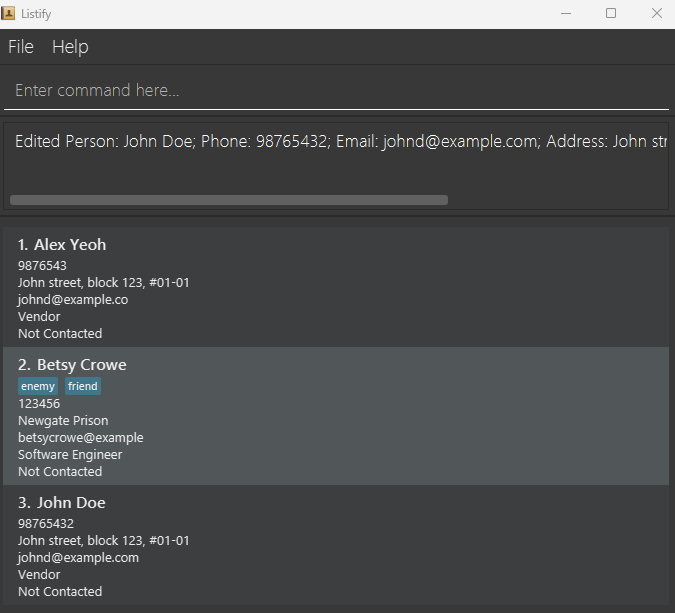 Listify
File Help
Enter command here...
Edited Person: John Doe; Phone: 98765432; Email: johnd@example.com; Address: John str
1. Alex Yeoh
9876543
John street, block 123, #01-01
johnd@example.co
Vendor
Not Contacted
2. Betsy Crowe
enemy friend
123456
Newgate Prison
betsycrowe@example
Software Engineer
Not Contacted
3. John Doe
98765432
John street, block 123, #01-01
johnd@example.com
Vendor
Not Contacted